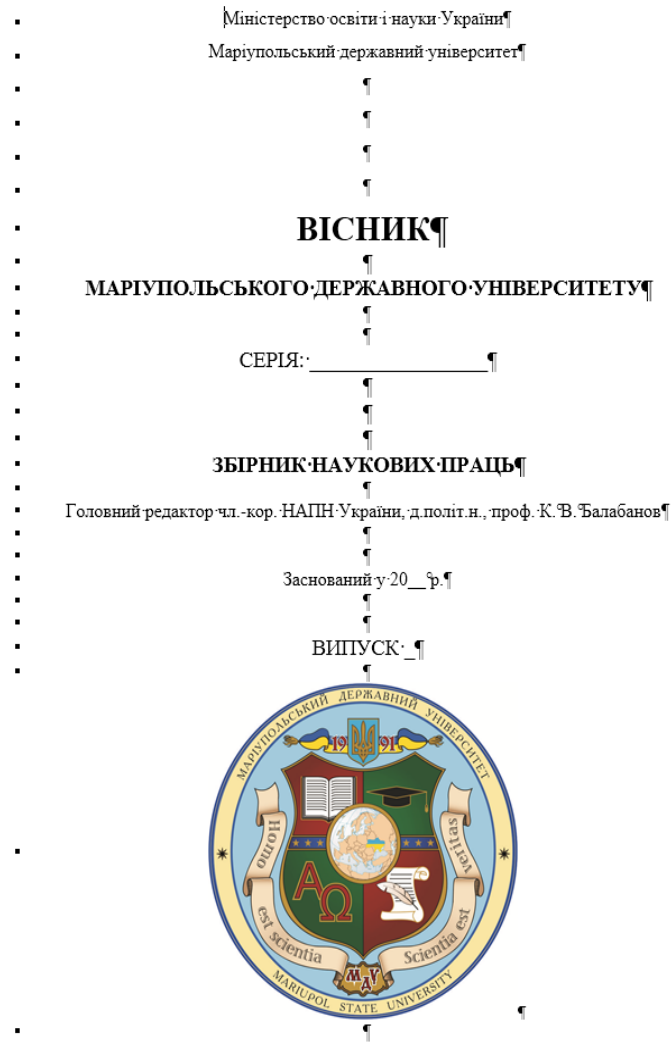 Міністерство освіти і науки України
Маріупольський державний університет
ВІСНИК
МАРІУПОЛЬСЬКОГО ДЕРЖАВНОГО УНІВЕРСИТЕТУ
СЕРІЯ: __________________
ЗБІРНИК НАУКОВИХ ПРАЦЬ
Головний редактор чл.-кор. НАПН України, д.політ.н., проф. К. В. Балабанов
Заснований у 20__ р.
ВИПУСК _
МАРІУПОЛЬСЬКИЙ ДЕРЖАВНИЙ УНІВЕРСИТЕТ
19 91
Homo est scientia
Scientia est veritas
ΑΩ
МДУ
MARIUPOL STATE UNIVERSITY